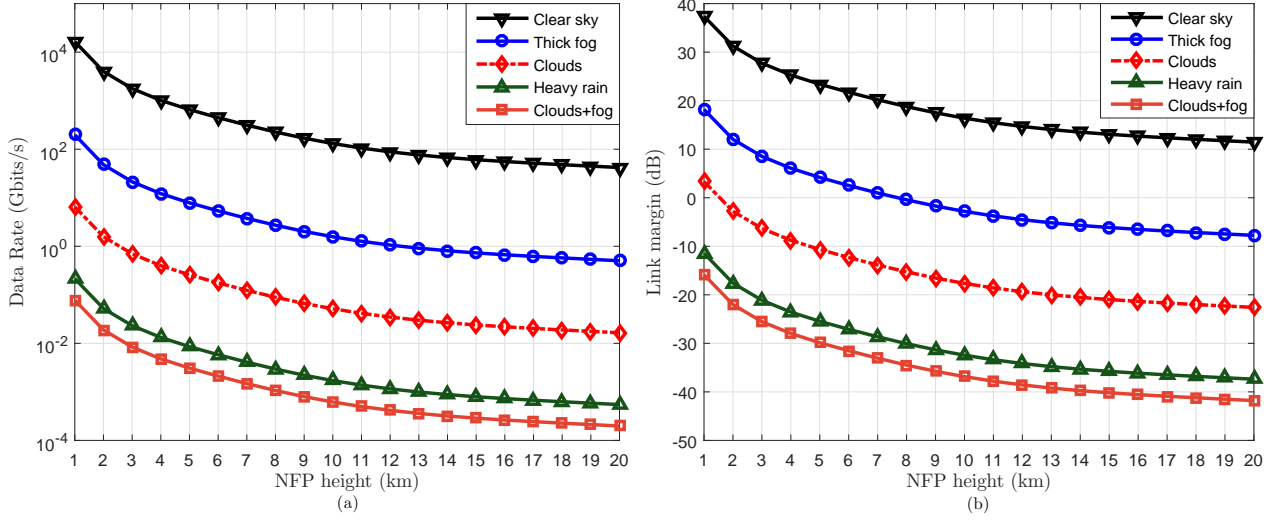 Clear sky
Thick fog
Clouds
Heavy rain
Clouds+fog
10^4
10^2
10^0
10^-2
10^-4
Data Rate (Gbits/s)
1 2 3 4 5 6 7 8 9 10 11 12 13 14 15 16 17 18 19 20
NFP height (km)
(a)
Clear sky
Thick fog
Clouds
Heavy rain
Clouds+fog
40
30
20
10
0
-10
-20
-30
-40
-50
Link margin (dB)
1 2 3 4 5 6 7 8 9 10 11 12 13 14 15 16 17 18 19 20
NFP height (km)
(b)